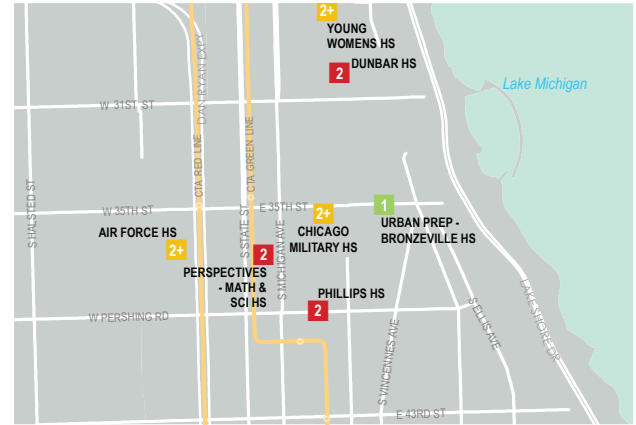 2+
YOUNG
WOMENS HS
2
DUNBAR HS
Lake Michigan
DAN RYAN EXPY
W 31ST ST
CTA RED LINE
CTA GREEN LINE
S HALSTED ST
W 35TH ST
E 35TH ST
1
2+
URBAN PREP -
BRONZEVILLE HS
CHICAGO
MILITARY HS
AIR FORCE HS
2+
S STATE ST
S MICHIGAN AVE
2
PERSPECTIVES
- MATH &
SCI HS
PHILLIPS HS
2
W PERSHING RD
S VINCENNES AVE
S ELLIS AVE
LAKE SHORE DR
E 43RD ST